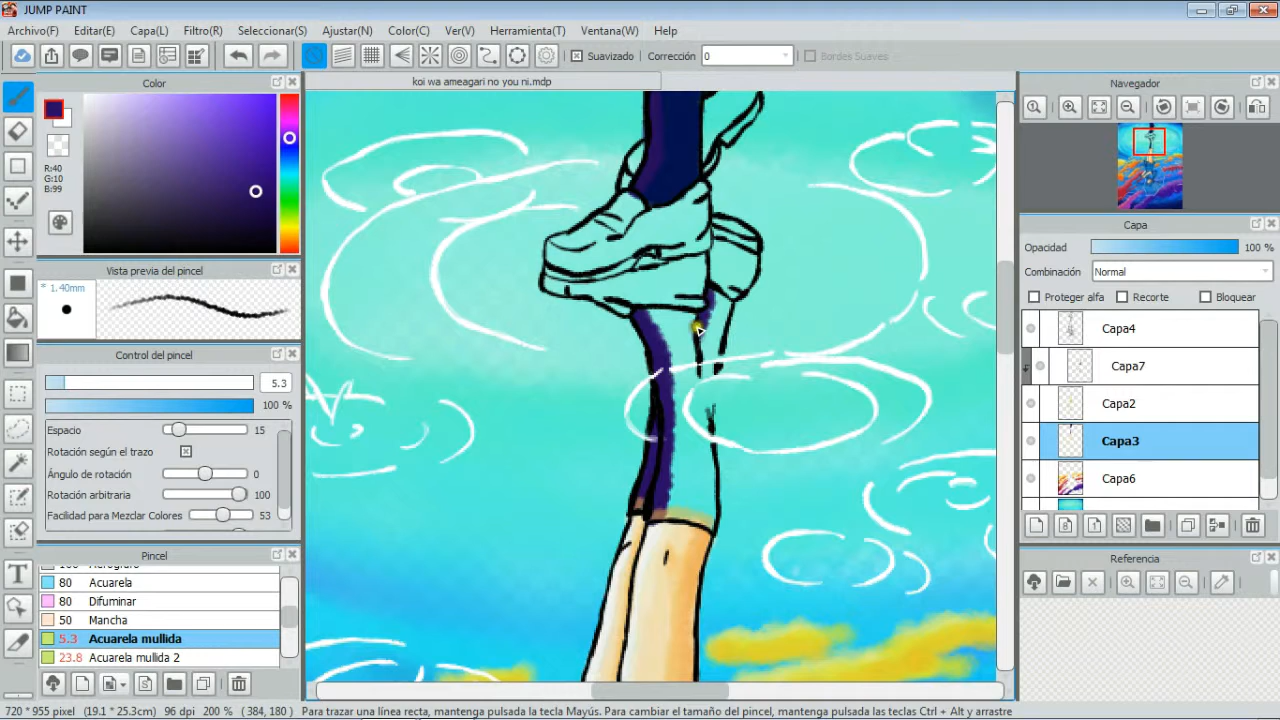 JUMP PAINT
Archivo(F) Editar(E) Capa(L) Filtro(R) Seleccionar(S) Ajustar(N) Color(C) Ver(V) Herramienta(T) Ventana(W) Help
Suavizado Corrección 0 Bordes Suaves
Color
koi wa ameagari no you ni.mdp
Navegador
R:40
G:10
B:99
Capa
Opacidad 100 %
Combinación Normal
Proteger alfa Recorte Bloquear
Vista previa del pincel
* 1.40mm
Capa4
Capa7
Capa2
Capa3
Capa6
Control del pincel
5.3
100 %
Espacio 15
Rotación según el trazo
Ángulo de rotación 0
Rotación arbitraria 100
Facilidad para Mezclar Colores 53
Pincel
80 Acuarela
80 Difuminar
50 Mancha
5.3 Acuarela mullida
23.8 Acuarela mullida 2
Referencia
720 * 955 pixel (19.1 * 25.3cm) 96 dpi 200 % ( 384, 180 ) Para trazar una línea recta, mantenga pulsada la tecla Mayús. Para cambiar el tamaño del pincel, mantenga pulsadas las teclas Ctrl + Alt y arrastre